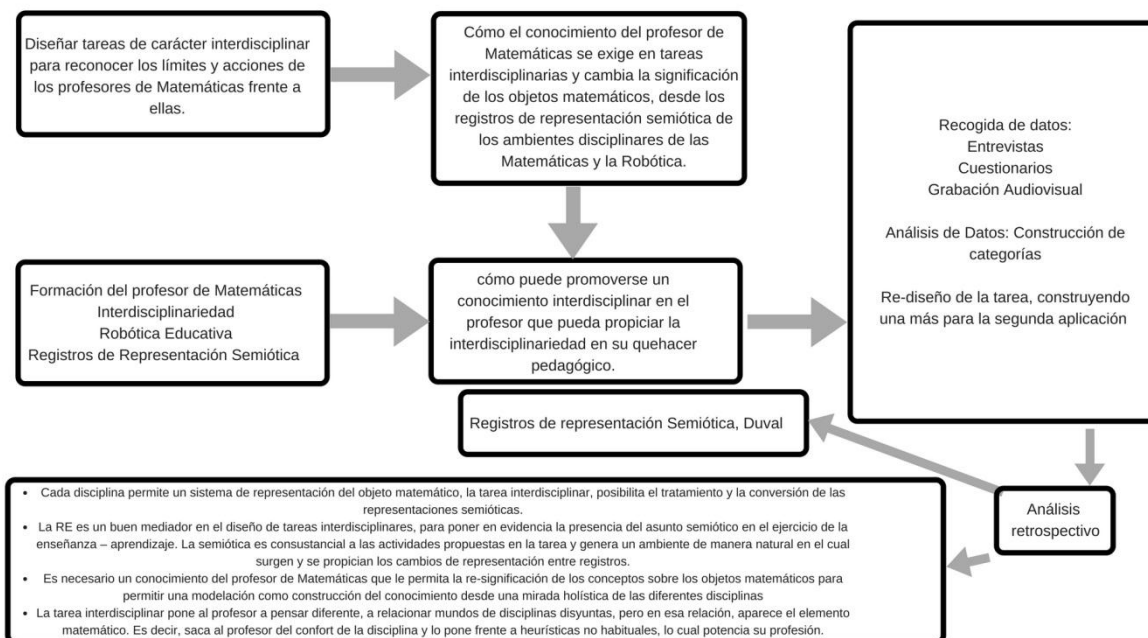 Diseñar tareas de carácter interdisciplinar
para reconocer los límites y acciones de
los profesores de Matemáticas frente a
ellas.
Cómo el conocimiento del profesor de
Matemáticas se exige en tareas
interdisciplinarias y cambia la significación
de los objetos matemáticos, desde los
registros de representación semiótica de
los ambientes disciplinares de las
Matemáticas y la Robótica.
Recogida de datos:
Entrevistas
Cuestionarios
Grabación Audiovisual
Análisis de Datos: Construcción de
categorías
Re-diseño de la tarea, construyendo
una más para la segunda aplicación
Formación del profesor de Matemáticas
Interdisciplinariedad
Robótica Educativa
Registros de Representación Semiótica
cómo puede promoverse un
conocimiento interdisciplinar en el
profesor que pueda propiciar la
interdisciplinariedad en su quehacer
pedagógico.
Registros de representación Semiótica, Duval
Análisis
retrospectivo
• Cada disciplina permite un sistema de representación del objeto matemático, la tarea interdisciplinar, posibilita el tratamiento y la conversión de las
representaciones semióticas.
• La RE es un buen mediador en el diseño de tareas interdisciplinares, para poner en evidencia la presencia del asunto semiótico en el ejercicio de la
enseñanza – aprendizaje. La semiótica es consustancial a las actividades propuestas en la tarea y genera un ambiente de manera natural en el cual
surgen y se propician los cambios de representación entre registros.
• Es necesario un conocimiento del profesor de Matemáticas que le permita la re-significación de los conceptos sobre los objetos matemáticos para
permitir una modelación como construcción del conocimiento desde una mirada holística de las diferentes disciplinas
• La tarea interdisciplinar pone al profesor a pensar diferente, a relacionar mundos de disciplinas disyuntas, pero en esa relación, aparece el elemento
matemático. Es decir, saca al profesor del confort de la disciplina y lo pone frente a heurísticas no habituales, lo cual potencia su profesión.